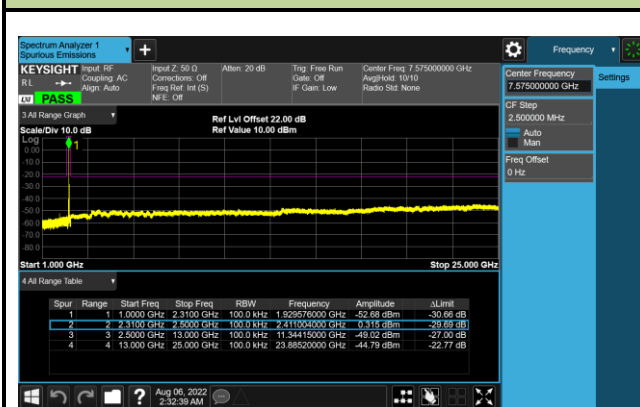 Spectrum Analyzer 1
Spurious Emissions
Frequency
KEYSIGHT Input: RF Input Z: 50 Ω Atten: 20 dB Trig: Free Run Center Freq: 7.575000000 GHz
RL Coupling: AC Corrections: Off Gate: Off Avg|Hold: 10/10
Align: Auto Freq Ref: Int (S) IF Gain: Low Radio Std: None
NFE: Off
LXI PASS
Center Frequency
7.575000000 GHz
Settings
CF Step
2.500000 MHz
Auto
Man
Freq Offset
0 Hz
3 All Range Graph
Ref Lvl Offset 22.00 dB
Scale/Div 10.0 dB Ref Value 10.00 dBm
Log
1
0.00
-10.0
-20.0
-30.0
-40.0
-50.0
-60.0
-70.0
-80.0
Start 1.000 GHz Stop 25.000 GHz
4 All Range Table
Spur Range Start Freq Stop Freq RBW Frequency Amplitude ΔLimit
1 1 1.0000 GHz 2.3100 GHz 100.0 kHz 1.929576000 GHz -52.68 dBm -30.66 dB
2 2 2.3100 GHz 2.5000 GHz 100.0 kHz 2.411004000 GHz 0.315 dBm -29.69 dB
3 3 2.5000 GHz 13.000 GHz 100.0 kHz 11.34415000 GHz -49.02 dBm -27.00 dB
4 4 13.000 GHz 25.000 GHz 100.0 kHz 23.88520000 GHz -44.79 dBm -22.77 dB
Aug 06, 2022
2:32:39 AM